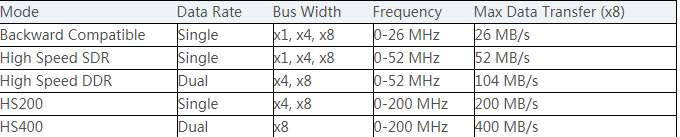 Mode Data Rate Bus Width Frequency Max Data Transfer (x8)
Backward Compatible Single x1, x4, x8 0-26 MHz 26 MB/s
High Speed SDR Single x1, x4, x8 0-52 MHz 52 MB/s
High Speed DDR Dual x4, x8 0-52 MHz 104 MB/s
HS200 Single x4, x8 0-200 MHz 200 MB/s
HS400 Dual x8 0-200 MHz 400 MB/s